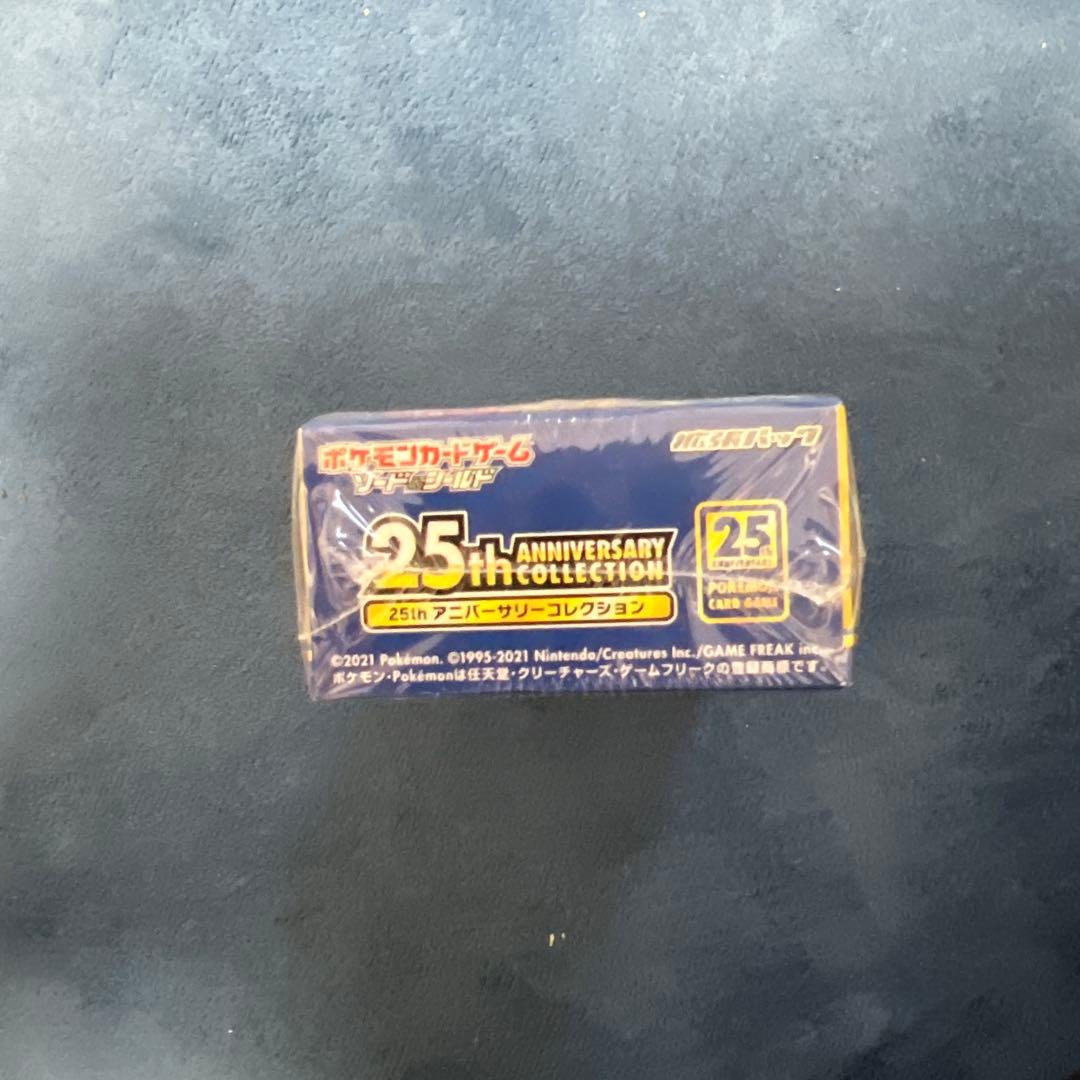 ポケモンカードゲーム
ソード&シールド
拡張パック
25th ANNIVERSARY
COLLECTION
25th アニバーサリーコレクション
25th
ANNIVERSARY
POKÉMON
CARD GAME
©2021 Pokémon. ©1995-2021 Nintendo/Creatures Inc./GAME FREAK inc.
ポケモン・Pokémonは任天堂・クリーチャーズ・ゲームフリークの登録商標です。